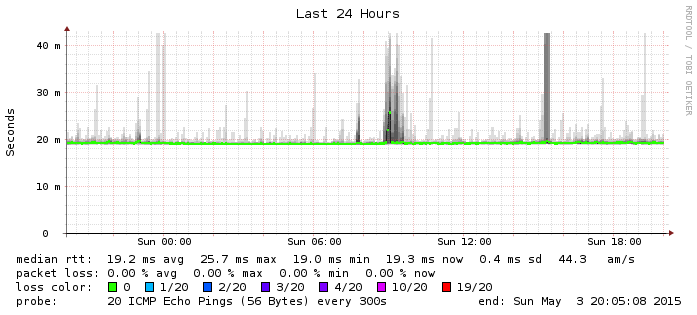 Last 24 Hours
RRDTOOL / TOBI OETIKER
Seconds
40 m
30 m
20 m
10 m
0
Sun 00:00 Sun 06:00 Sun 12:00 Sun 18:00
median rtt: 19.2 ms avg 25.7 ms max 19.0 ms min 19.3 ms now 0.4 ms sd 44.3 am/s
packet loss: 0.00 % avg 0.00 % max 0.00 % min 0.00 % now
loss color: 0 1/20 2/20 3/20 4/20 10/20 19/20
probe: 20 ICMP Echo Pings (56 Bytes) every 300s end: Sun May 3 20:05:08 2015